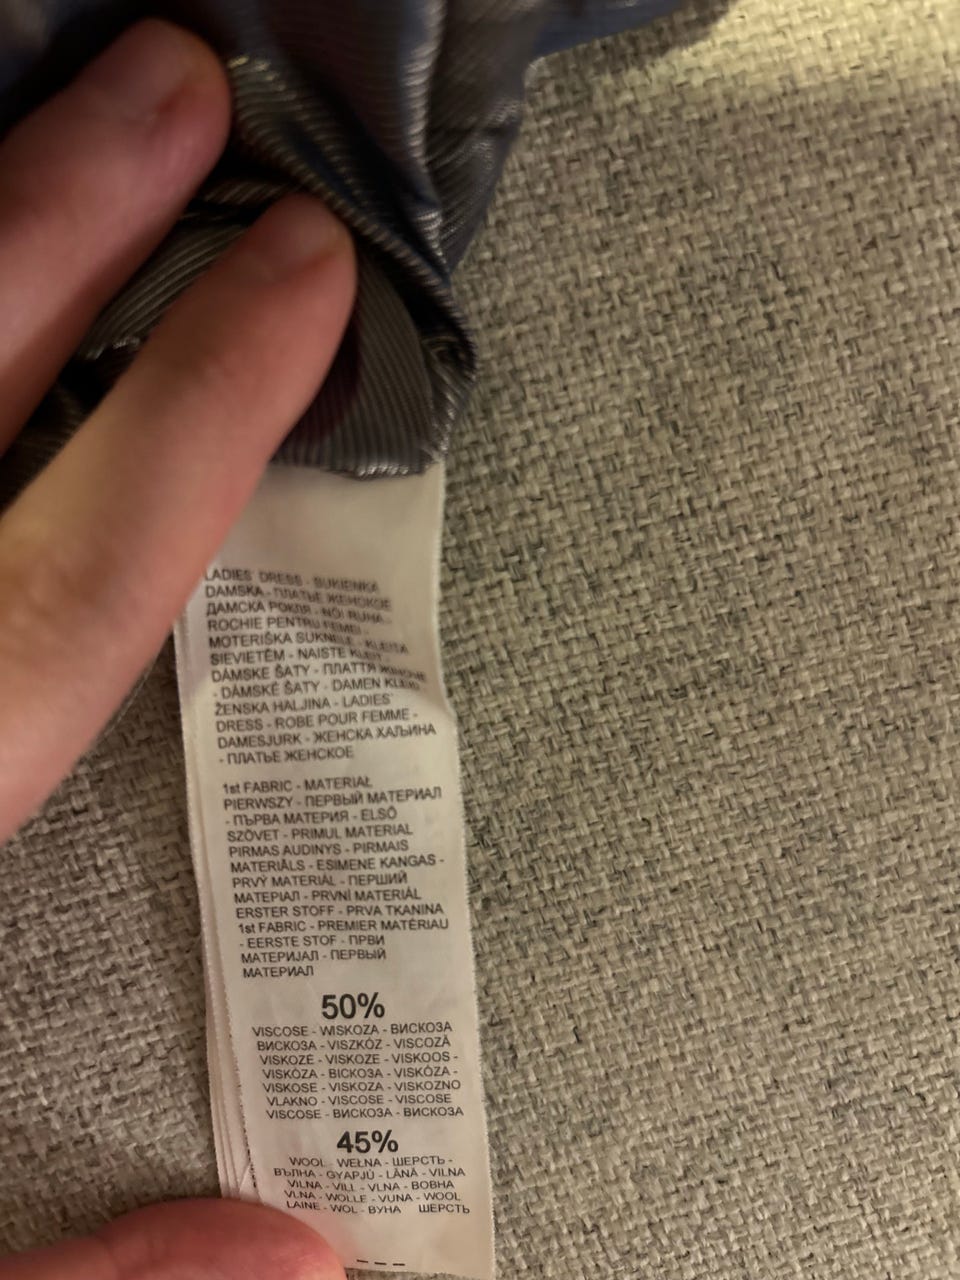 LADIES' DRESS - SUKIENKA
DAMSKA - ПЛАТЬЕ ЖЕНСКОЕ
ДАМСКА РОКЛЯ - NŐI RUHA -
ROCHIE PENTRU FEMEI -
MOTERIŠKA SUKNELĖ - KLEITA
SIEVIETĒM - NAISTE KLEIT
DÁMSKE ŠATY - ПЛАТТЯ ЖІНОЧЕ
- DÁMSKÉ ŠATY - DAMEN KLEID
ŽENSKA HALJINA - LADIES'
DRESS - ROBE POUR FEMME -
DAMESJURK - ЖЕНСКА ХАЉИНА
- ПЛАТЬЕ ЖЕНСКОЕ
1st FABRIC - MATERIAŁ
PIERWSZY - ПЕРВЫЙ МАТЕРИАЛ
- ПЪРВА МАТЕРИЯ - ELSŐ
SZÖVET - PRIMUL MATERIAL
PIRMAS AUDINYS - PIRMAIS
MATERIĀLS - ESIMENE KANGAS -
PRVÝ MATERIÁL - ПЕРШИЙ
МАТЕРІАЛ - PRVNÍ MATERIÁL
ERSTER STOFF - PRVA TKANINA
1st FABRIC - PREMIER MATÉRIAU
- EERSTE STOF - ПРВИ
МАТЕРИЈАЛ - ПЕРВЫЙ
МАТЕРИАЛ
50%
VISCOSE - WISKOZA - ВИСКОЗА
ВИСКОЗА - VISZKÓZ - VISCOZĂ
VISKOZĖ - VISKOZE - VISKOOS -
VISKÓZA - ВІСКОЗА - VISKÓZA -
VISKOSE - VISKOZA - VISKOZNO
VLAKNO - VISCOSE - VISCOSE
VISCOSE - ВИСКОЗА - ВИСКОЗА
45%
WOOL - WEŁNA - ШЕРСТЬ -
ВЪЛНА - GYAPJÚ - LÂNĂ - VILNA
VILNA - VILL - VLNA - ВОВНА
VLNA - WOLLE - VUNA - WOOL
LAINE - WOL - ВУНА ШЕРСТЬ